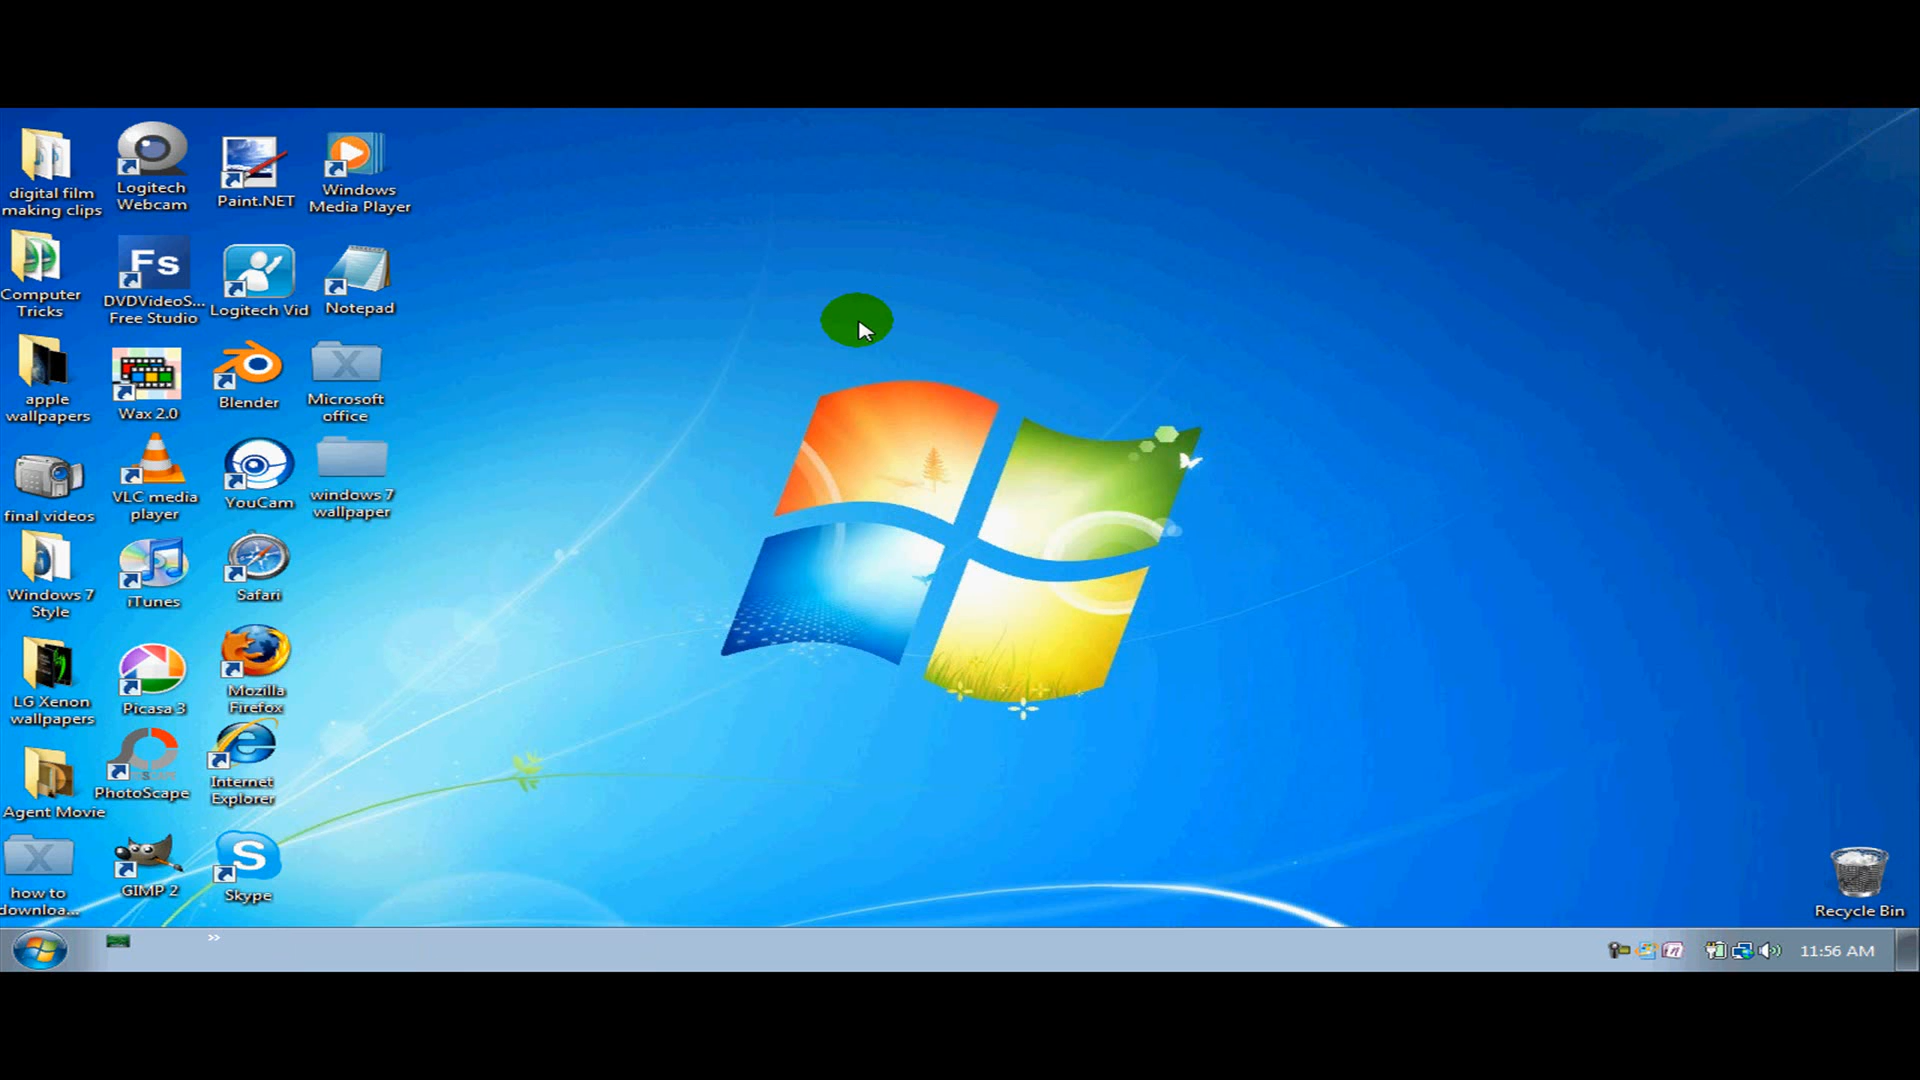 digital film
making clips
Logitech
Webcam
Paint.NET
Windows
Media Player
Computer
Tricks
Fs
DVDVideoS...
Free Studio
Logitech Vid
Notepad
apple
wallpapers
Wax 2.0
Blender
X
Microsoft
office
final videos
VLC media
player
YouCam
windows 7
wallpaper
Windows 7
Style
iTunes
Safari
LG Xenon
wallpapers
Picasa 3
Mozilla
Firefox
Agent Movie
PhotoScape
Internet
Explorer
X
how to
downloa...
GIMP 2
S
Skype
Recycle Bin
»
11:56 AM